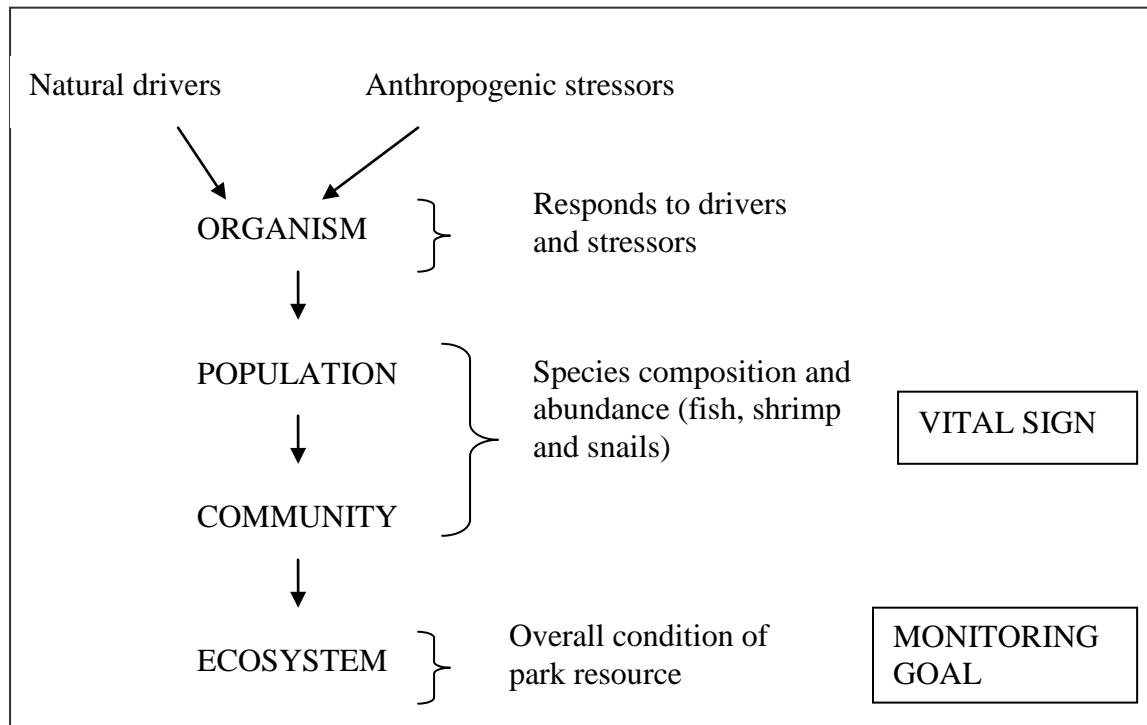 Natural drivers
Anthropogenic stressors
ORGANISM
Responds to drivers
and stressors
POPULATION
Species composition and
abundance (fish, shrimp
and snails)
VITAL SIGN
COMMUNITY
ECOSYSTEM
Overall condition of
park resource
MONITORING
GOAL